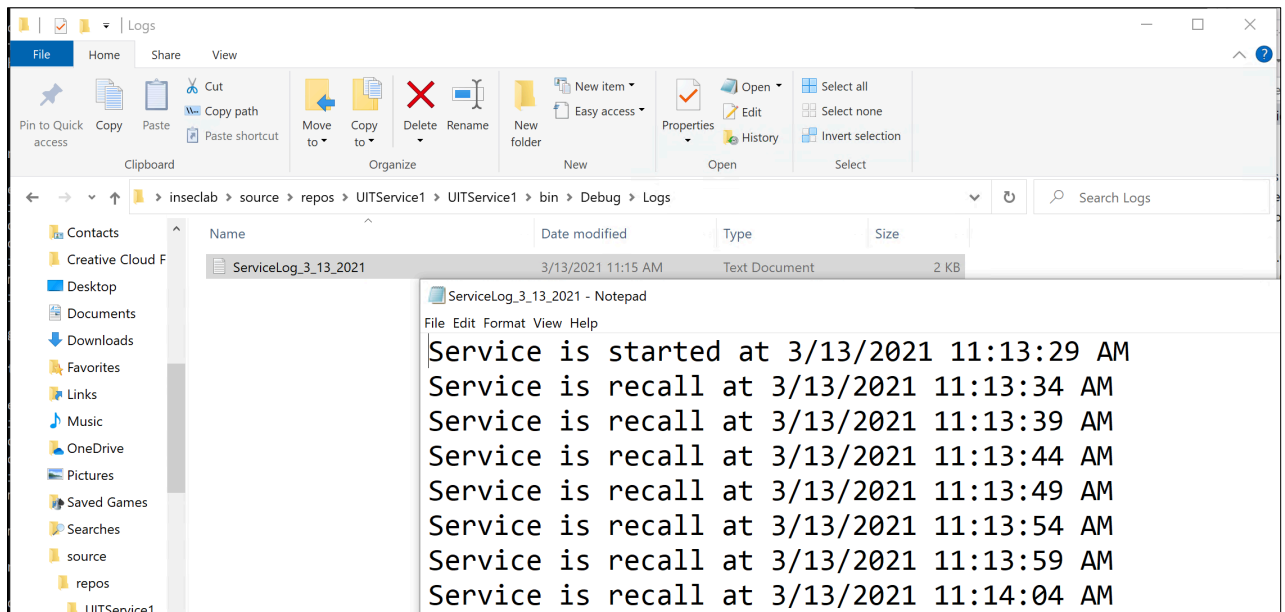 Logs
File Home Share View
Pin to Quick access
Copy
Paste
Cut
Copy path
Paste shortcut
Clipboard
Move to
Copy to
Delete
Rename
Organize
New folder
New item
Easy access
New
Properties
Open
Edit
History
Open
Select all
Select none
Invert selection
Select
inseclab > source > repos > UITService1 > UITService1 > bin > Debug > Logs
Search Logs
Contacts
Creative Cloud F
Desktop
Documents
Downloads
Favorites
Links
Music
OneDrive
Pictures
Saved Games
Searches
source
repos
UITService1
Name Date modified Type Size
ServiceLog_3_13_2021 3/13/2021 11:15 AM Text Document 2 KB
ServiceLog_3_13_2021 - Notepad
File Edit Format View Help
Service is started at 3/13/2021 11:13:29 AM
Service is recall at 3/13/2021 11:13:34 AM
Service is recall at 3/13/2021 11:13:39 AM
Service is recall at 3/13/2021 11:13:44 AM
Service is recall at 3/13/2021 11:13:49 AM
Service is recall at 3/13/2021 11:13:54 AM
Service is recall at 3/13/2021 11:13:59 AM
Service is recall at 3/13/2021 11:14:04 AM